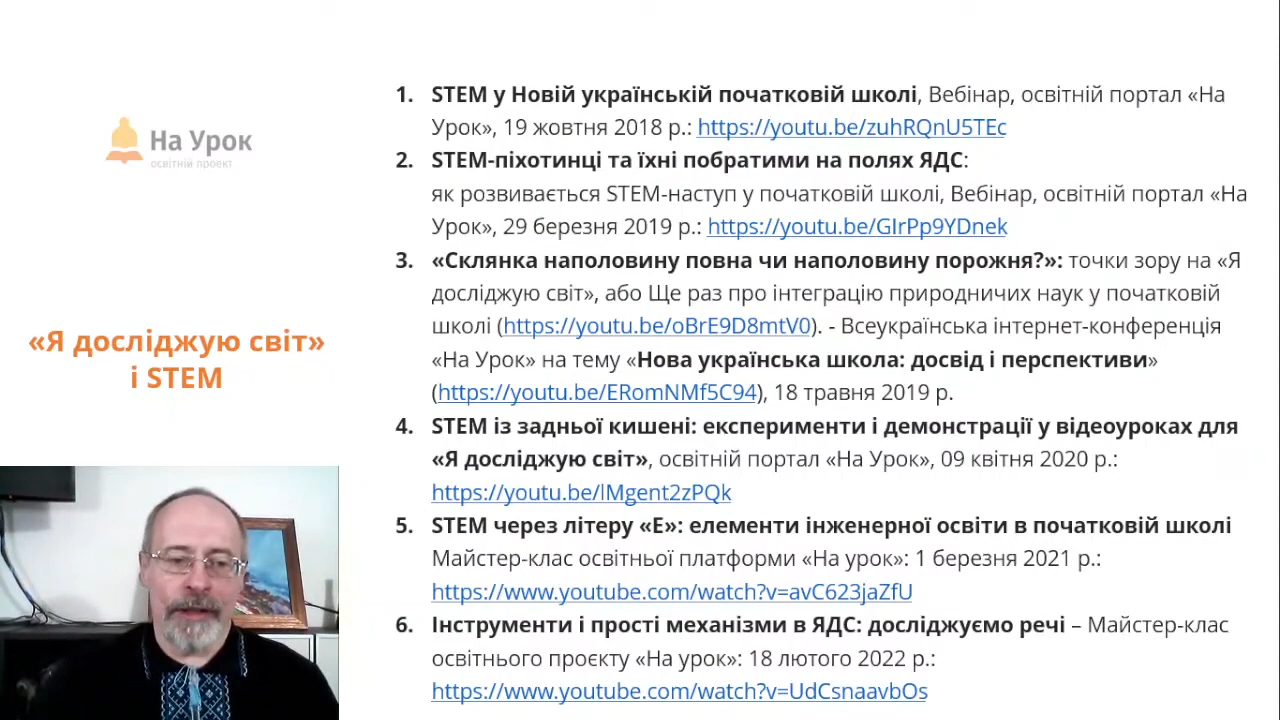 На Урок
освітній проект
«Я досліджую світ»
і STEM
1. STEM у Новій українській початковій школі, Вебінар, освітній портал «На
Урок», 19 жовтня 2018 р.: https://youtu.be/zuhRQnU5TEc
2. STEM-піхотинці та їхні побратими на полях ЯДС:
як розвивається STEM-наступ у початковій школі, Вебінар, освітній портал «На
Урок», 29 березня 2019 р.: https://youtu.be/GIrPp9YDnek
3. «Склянка наполовину повна чи наполовину порожня?»: точки зору на «Я
досліджую світ», або Ще раз про інтеграцію природничих наук у початковій
школі (https://youtu.be/oBrE9D8mtV0). - Всеукраїнська інтернет-конференція
«На Урок» на тему «Нова українська школа: досвід і перспективи»
(https://youtu.be/ERomNMf5C94), 18 травня 2019 р.
4. STEM із задньої кишені: експерименти і демонстрації у відеоуроках для
«Я досліджую світ», освітній портал «На Урок», 09 квітня 2020 р.:
https://youtu.be/lMgent2zPQk
5. STEM через літеру «Е»: елементи інженерної освіти в початковій школі
Майстер-клас освітньої платформи «На урок»: 1 березня 2021 р.:
https://www.youtube.com/watch?v=avC623jaZfU
6. Інструменти і прості механізми в ЯДС: досліджуємо речі – Майстер-клас
освітнього проєкту «На урок»: 18 лютого 2022 р.:
https://www.youtube.com/watch?v=UdCsnaavbOs